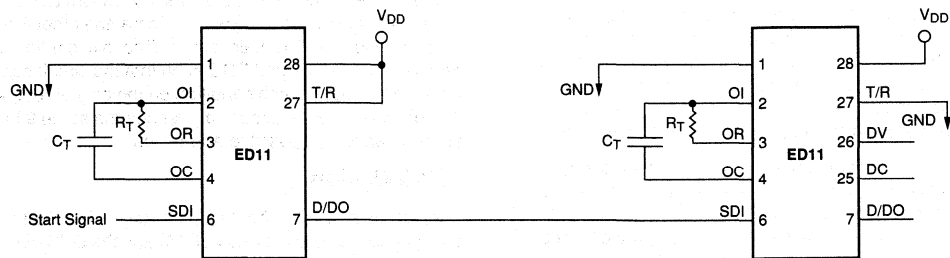 VDD
VDD
1
28
1
28
GND
OI
2
27
T/R
GND
OI
2
27
T/R
RT
OR
3
RT
OR
3
26
DV
GND
CT
ED11
CT
ED11
OC
4
OC
4
25
DC
Start Signal
SDI
6
7
D/DO
SDI
6
7
D/DO